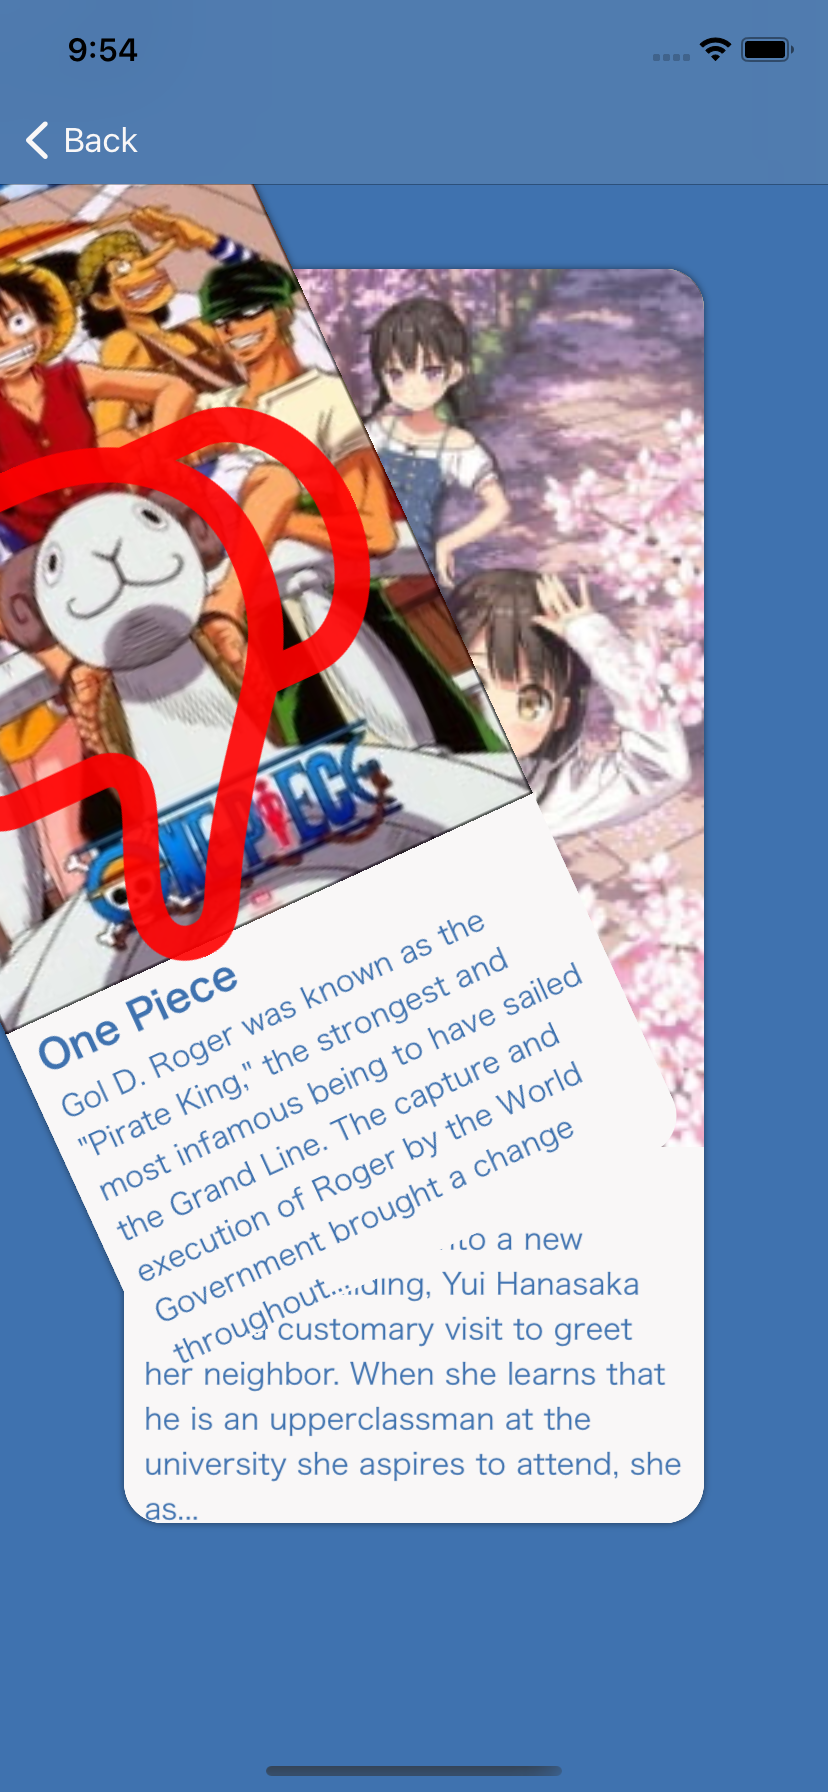 9:54
Back
ONE PIECE
One Piece
Gol D. Roger was known as the
"Pirate King," the strongest and
most infamous being to have sailed
the Grand Line. The capture and
execution of Roger by the World
Government brought a change
throughout...
to a new
Yui Hanasaka
customary visit to greet
her neighbor. When she learns that
he is an upperclassman at the
university she aspires to attend, she
as...